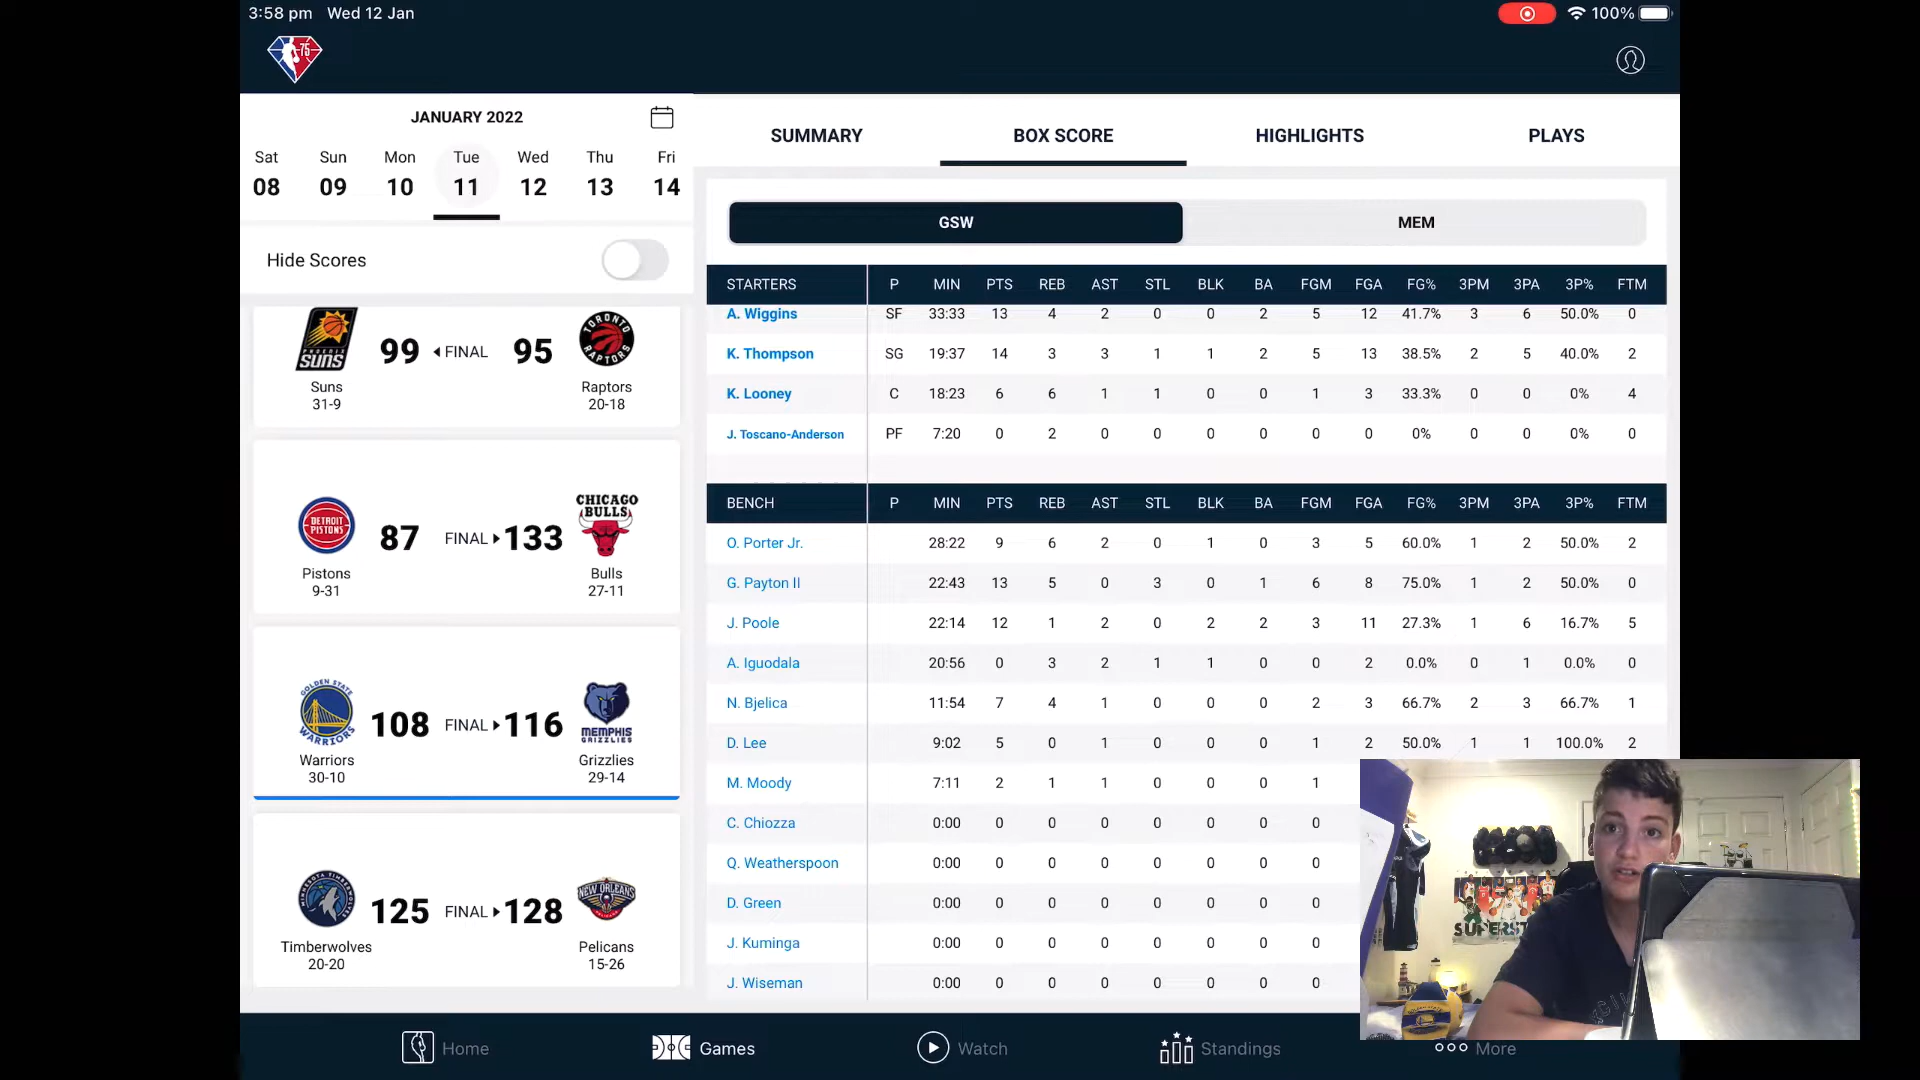 3:58 pm Wed 12 Jan
100%
75
JANUARY 2022
Sat Sun Mon Tue Wed Thu Fri
08 09 10 11 12 13 14
Hide Scores
PHOENIX SUNS
99 FINAL 95
TORONTO RAPTORS
Suns Raptors
31-9 20-18
DETROIT PISTONS
87 FINAL 133
CHICAGO BULLS
Pistons Bulls
9-31 27-11
GOLDEN STATE WARRIORS
108 FINAL 116
MEMPHIS GRIZZLIES
Warriors Grizzlies
30-10 29-14
125 FINAL 128
NEW ORLEANS PELICANS
Timberwolves Pelicans
20-20 15-26
SUMMARY BOX SCORE HIGHLIGHTS PLAYS
GSW MEM
STARTERS P MIN PTS REB AST STL BLK BA FGM FGA FG% 3PM 3PA 3P% FTM
A. Wiggins SF 33:33 13 4 2 0 0 2 5 12 41.7% 3 6 50.0% 0
K. Thompson SG 19:37 14 3 3 1 1 2 5 13 38.5% 2 5 40.0% 2
K. Looney C 18:23 6 6 1 1 0 0 1 3 33.3% 0 0 0% 4
J. Toscano-Anderson PF 7:20 0 2 0 0 0 0 0 0 0% 0 0 0% 0
BENCH P MIN PTS REB AST STL BLK BA FGM FGA FG% 3PM 3PA 3P% FTM
O. Porter Jr. 28:22 9 6 2 0 1 0 3 5 60.0% 1 2 50.0% 2
G. Payton II 22:43 13 5 0 3 0 1 6 8 75.0% 1 2 50.0% 0
J. Poole 22:14 12 1 2 0 2 2 3 11 27.3% 1 6 16.7% 5
A. Iguodala 20:56 0 3 2 1 1 0 0 2 0.0% 0 1 0.0% 0
N. Bjelica 11:54 7 4 1 0 0 0 2 3 66.7% 2 3 66.7% 1
D. Lee 9:02 5 0 1 0 0 0 1 2 50.0% 1 1 100.0% 2
M. Moody 7:11 2 1 1 0 0 0 1
C. Chiozza 0:00 0 0 0 0 0 0 0
Q. Weatherspoon 0:00 0 0 0 0 0 0 0
D. Green 0:00 0 0 0 0 0 0 0
J. Kuminga 0:00 0 0 0 0 0 0 0
J. Wiseman 0:00 0 0 0 0 0 0 0
Home Games Watch Standings More